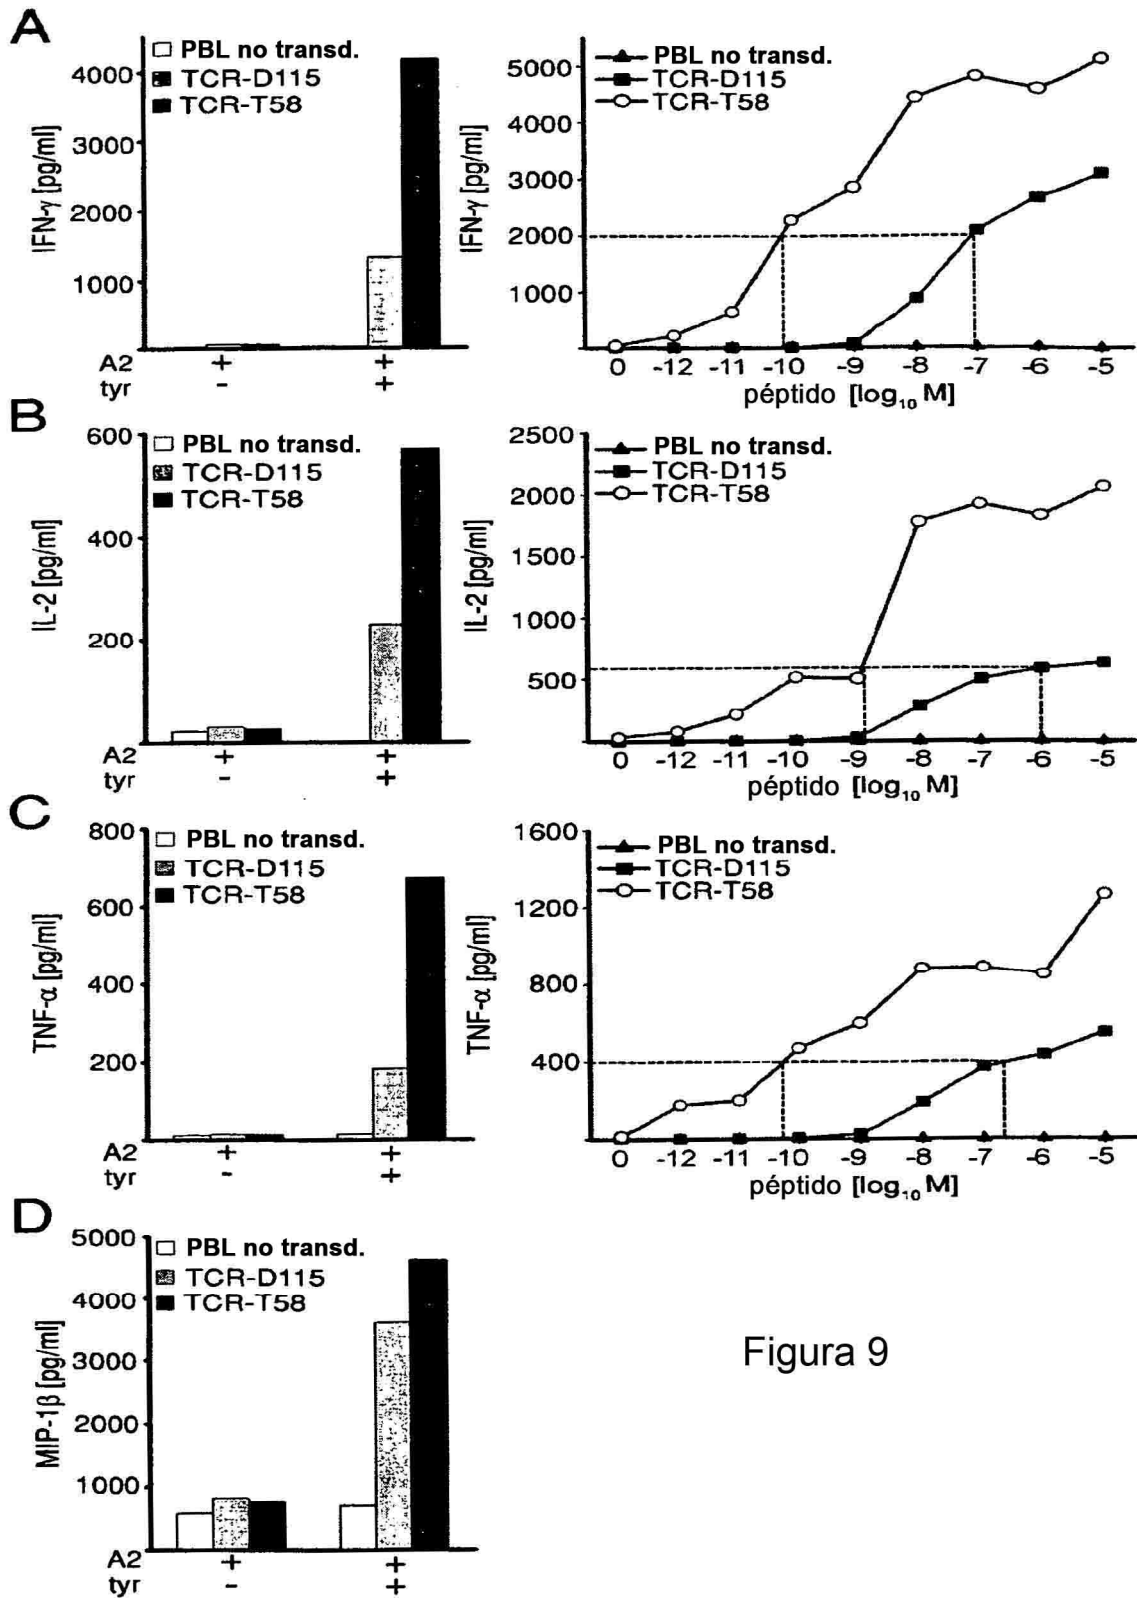 A
PBL no transd.
TCR-D115
TCR-T58
IFN-γ [pg/ml]
4000
3000
2000
1000
A2 + +
tyr - +
PBL no transd.
TCR-D115
TCR-T58
IFN-γ [pg/ml]
5000
4000
3000
2000
1000
0 -12 -11 -10 -9 -8 -7 -6 -5
péptido [log₁₀ M]
B
PBL no transd.
TCR-D115
TCR-T58
IL-2 [pg/ml]
600
400
200
A2 + +
tyr - +
PBL no transd.
TCR-D115
TCR-T58
IL-2 [pg/ml]
2500
2000
1500
1000
500
0 -12 -11 -10 -9 -8 -7 -6 -5
péptido [log₁₀ M]
C
PBL no transd.
TCR-D115
TCR-T58
TNF-α [pg/ml]
800
600
400
200
A2 + +
tyr - +
PBL no transd.
TCR-D115
TCR-T58
TNF-α [pg/ml]
1600
1200
800
400
0 -12 -11 -10 -9 -8 -7 -6 -5
péptido [log₁₀ M]
D
PBL no transd.
TCR-D115
TCR-T58
MIP-1β [pg/ml]
5000
4000
3000
2000
1000
A2 + +
tyr - +
Figura 9